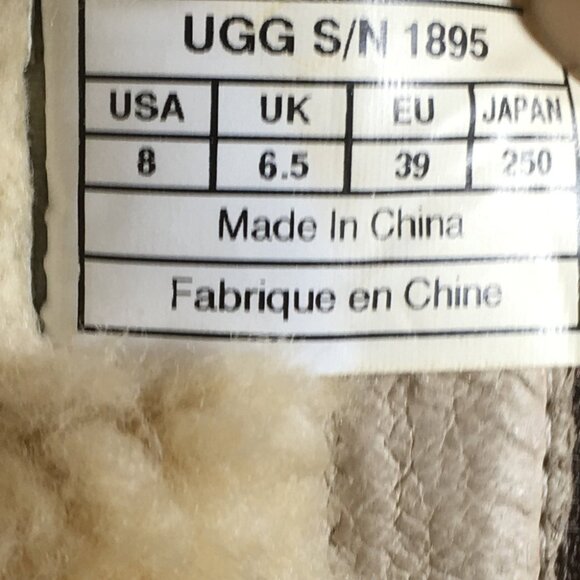 UGG S/N 1895
USA UK EU JAPAN
8 6.5 39 250
Made In China
Fabrique en Chine